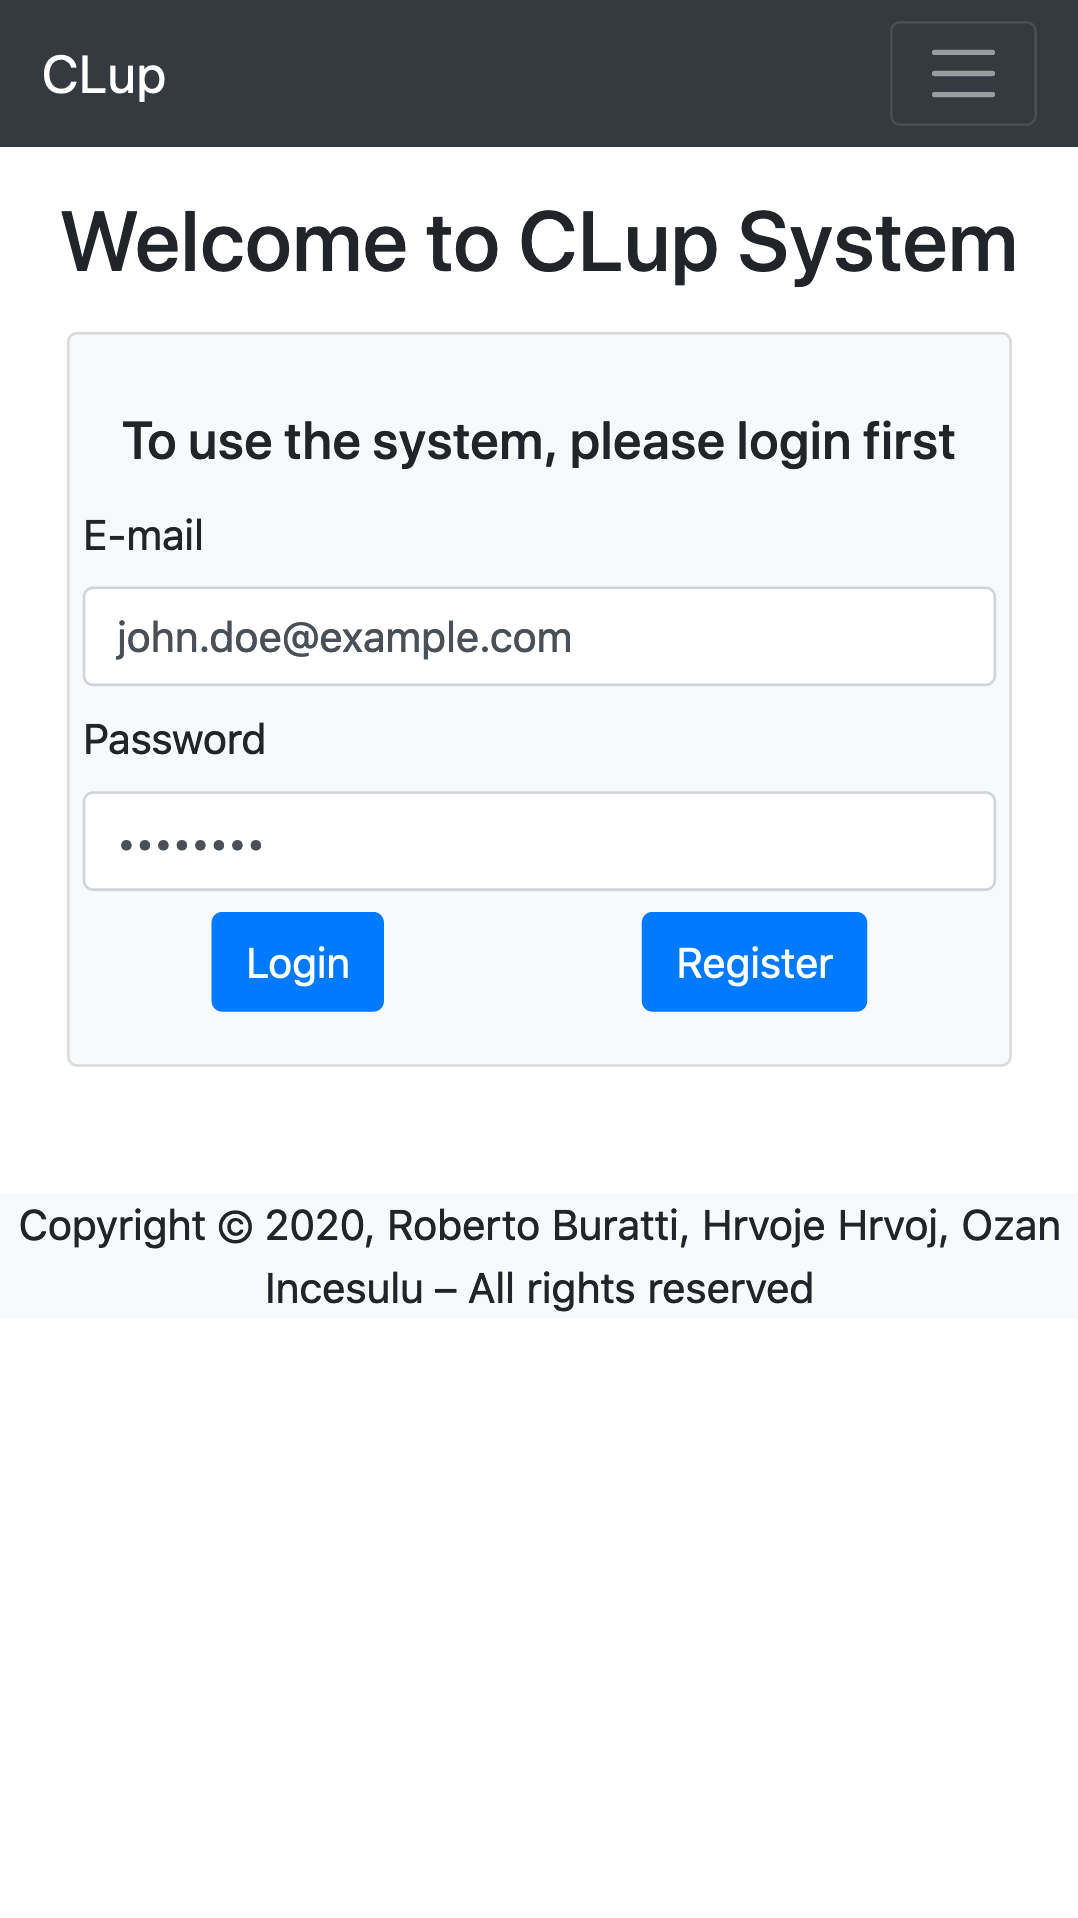 CLup
Welcome to CLup System
To use the system, please login first
E-mail
john.doe@example.com
Password
••••••••
Login
Register
Copyright © 2020, Roberto Buratti, Hrvoje Hrvoj, Ozan
Incesulu – All rights reserved